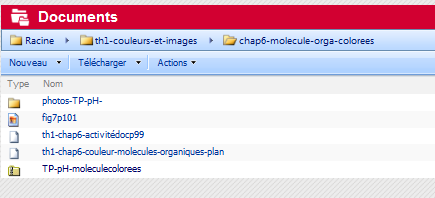 Documents
Racine th1-couleurs-et-images chap6-molecule-orga-colorees
Nouveau Télécharger Actions
Type Nom
photos-TP-pH-
fig7p101
th1-chap6-activitédocp99
th1-chap6-couleur-molecules-organiques-plan
TP-pH-moleculecolorees